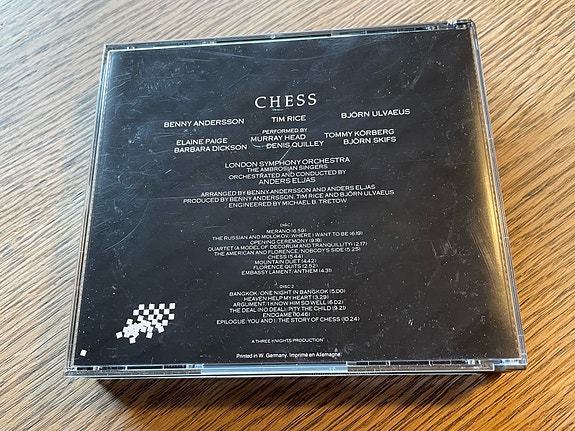 CHESS
BENNY ANDERSSON TIM RICE BJÖRN ULVAEUS
PERFORMED BY
ELAINE PAIGE MURRAY HEAD TOMMY KÖRBERG
BARBARA DICKSON DENIS QUILLEY BJÖRN SKIFS
LONDON SYMPHONY ORCHESTRA
THE AMBROSIAN SINGERS
ORCHESTRATED AND CONDUCTED BY
ANDERS ELJAS
ARRANGED BY BENNY ANDERSSON AND ANDERS ELJAS
PRODUCED BY BENNY ANDERSSON, TIM RICE AND BJÖRN ULVAEUS
ENGINEERED BY MICHAEL B. TRETOW
DISC 1
MERANO (6.59)
THE RUSSIAN AND MOLOKOV/WHERE I WANT TO BE (6.19)
OPENING CEREMONY (9.18)
QUARTET (A MODEL OF DECORUM AND TRANQUILLITY) (2.17)
THE AMERICAN AND FLORENCE/NOBODY'S SIDE (5.25)
CHESS (5.44)
MOUNTAIN DUET (4.42)
FLORENCE QUITS (2.52)
EMBASSY LAMENT/ANTHEM (4.31)
DISC 2
BANGKOK/ONE NIGHT IN BANGKOK (5.00)
HEAVEN HELP MY HEART (3.29)
ARGUMENT/I KNOW HIM SO WELL (6.02)
THE DEAL (NO DEAL)/PITY THE CHILD (9.21)
ENDGAME (10.46)
EPILOGUE: YOU AND I/THE STORY OF CHESS (10.24)
A THREE KNIGHTS PRODUCTION
Printed in W. Germany. Imprimé en Allemagne.